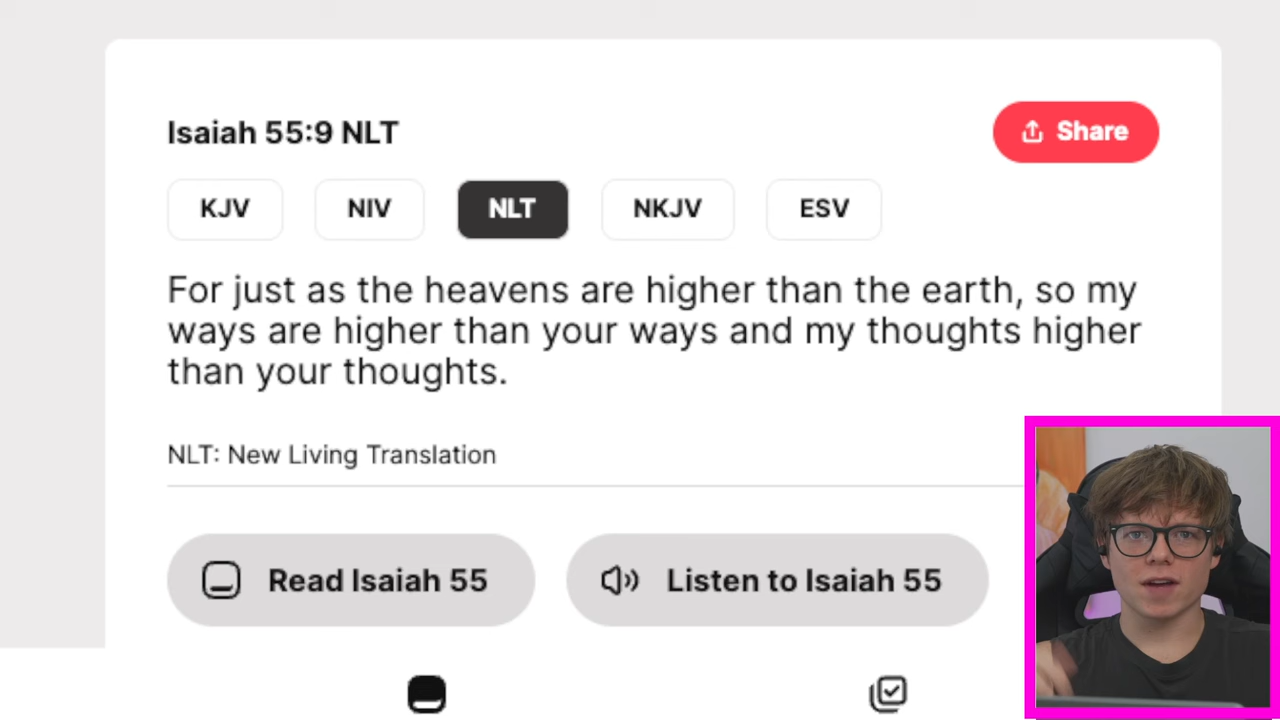 Isaiah 55:9 NLT
Share
KJV NIV NLT NKJV ESV
For just as the heavens are higher than the earth, so my
ways are higher than your ways and my thoughts higher
than your thoughts.
NLT: New Living Translation
Read Isaiah 55
Listen to Isaiah 55